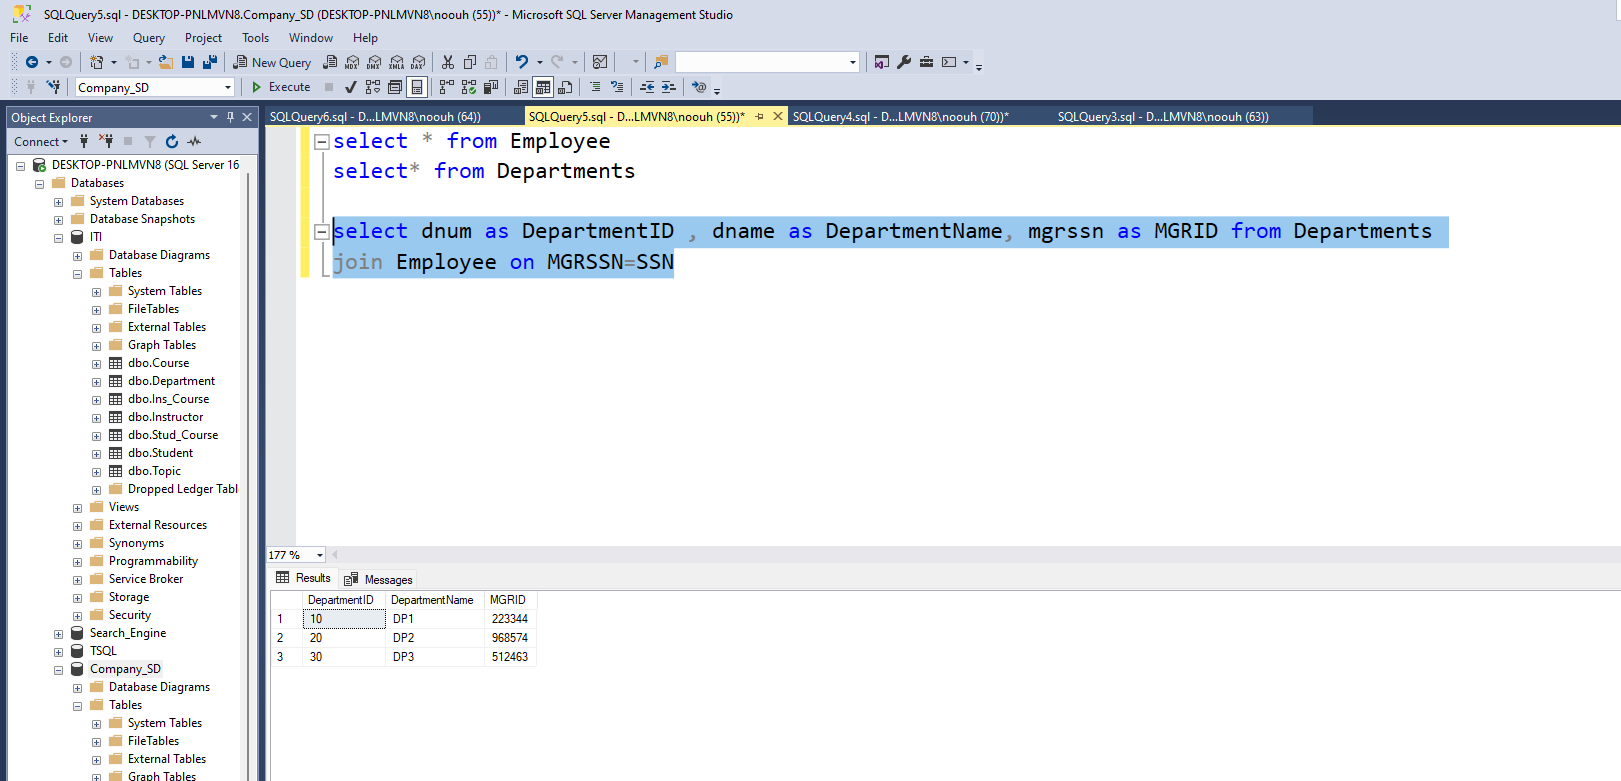 SQLQuery5.sql - DESKTOP-PNLMVN8.Company_SD (DESKTOP-PNLMVN8\noouh (55))* - Microsoft SQL Server Management Studio
File Edit View Query Project Tools Window Help
New Query MDX DMX XMLA DAX
Company_SD Execute
Object Explorer
Connect
DESKTOP-PNLMVN8 (SQL Server 16
Databases
System Databases
Database Snapshots
ITI
Database Diagrams
Tables
System Tables
FileTables
External Tables
Graph Tables
dbo.Course
dbo.Department
dbo.Ins_Course
dbo.Instructor
dbo.Stud_Course
dbo.Student
dbo.Topic
Dropped Ledger Tabl
Views
External Resources
Synonyms
Programmability
Service Broker
Storage
Security
Search_Engine
TSQL
Company_SD
Database Diagrams
Tables
System Tables
FileTables
External Tables
Graph Tables
SQLQuery6.sql - D...LMVN8\noouh (64)) SQLQuery5.sql - D...LMVN8\noouh (55))* SQLQuery4.sql - D...LMVN8\noouh (70))* SQLQuery3.sql - D...LMVN8\noouh (63))
select * from Employee
select* from Departments
select dnum as DepartmentID , dname as DepartmentName, mgrssn as MGRID from Departments
join Employee on MGRSSN=SSN
177 %
Results Messages
DepartmentID DepartmentName MGRID
1 10 DP1 223344
2 20 DP2 968574
3 30 DP3 512463